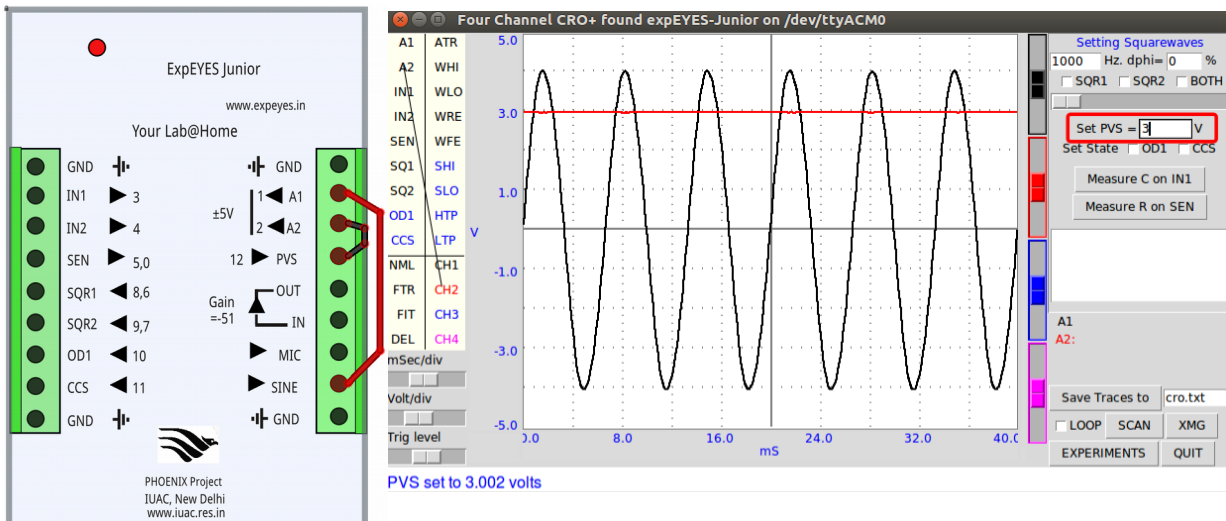 ExpEYES Junior
www.expeyes.in
Your Lab@Home
GND GND
IN1 3 1 A1
IN2 4 ±5V 2 A2
SEN 5,0 12 PVS
SQR1 8,6 Gain =-51 OUT
SQR2 9,7 IN
OD1 10 MIC
CCS 11 SINE
GND GND
PHOENIX Project
IUAC, New Delhi
www.iuac.res.in
Four Channel CRO+ found expEYES-Junior on /dev/ttyACM0
A1 ATR
A2 WHI
IN1 WLO
IN2 WRE
SEN WFE
SQ1 SHI
SQ2 SLO
OD1 HTP
CCS LTP
NML CH1
FTR CH2
FIT CH3
DEL CH4
mSec/div
Volt/div
Trig level
5.0
3.0
1.0
V
-1.0
-3.0
-5.0
0.0 8.0 16.0 24.0 32.0 40.0
mS
Setting Squarewaves
1000 Hz. dphi= 0 %
SQR1 SQR2 BOTH
Set PVS = 3 V
Set State OD1 CCS
Measure C on IN1
Measure R on SEN
A1
A2:
Save Traces to cro.txt
LOOP SCAN XMG
EXPERIMENTS QUIT
PVS set to 3.002 volts